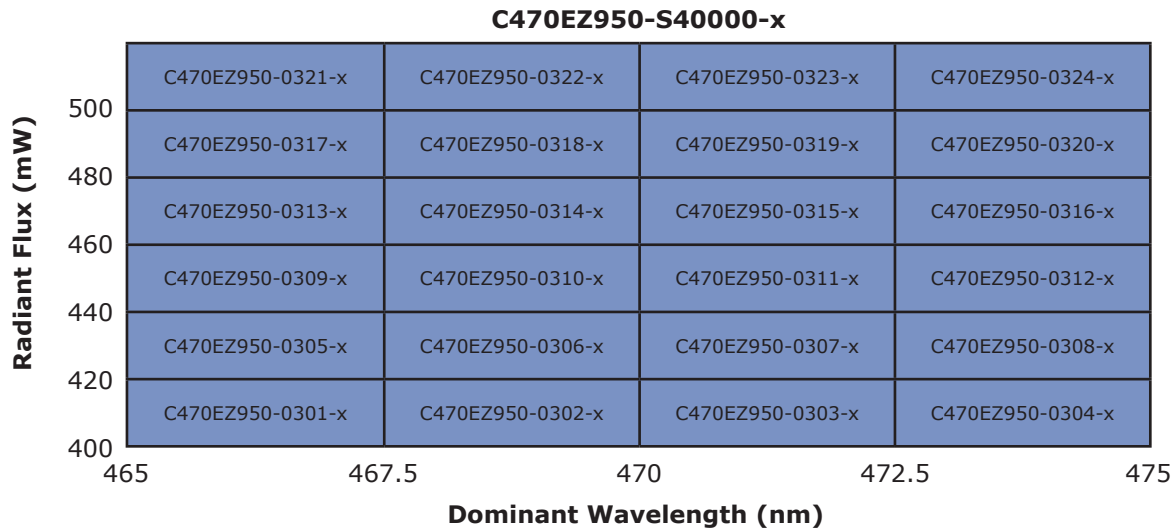 C470EZ950-S40000-x
Radiant Flux (mW)
C470EZ950-0321-x C470EZ950-0322-x C470EZ950-0323-x C470EZ950-0324-x
500
C470EZ950-0317-x C470EZ950-0318-x C470EZ950-0319-x C470EZ950-0320-x
480
C470EZ950-0313-x C470EZ950-0314-x C470EZ950-0315-x C470EZ950-0316-x
460
C470EZ950-0309-x C470EZ950-0310-x C470EZ950-0311-x C470EZ950-0312-x
440
C470EZ950-0305-x C470EZ950-0306-x C470EZ950-0307-x C470EZ950-0308-x
420
C470EZ950-0301-x C470EZ950-0302-x C470EZ950-0303-x C470EZ950-0304-x
400
465 467.5 470 472.5 475
Dominant Wavelength (nm)